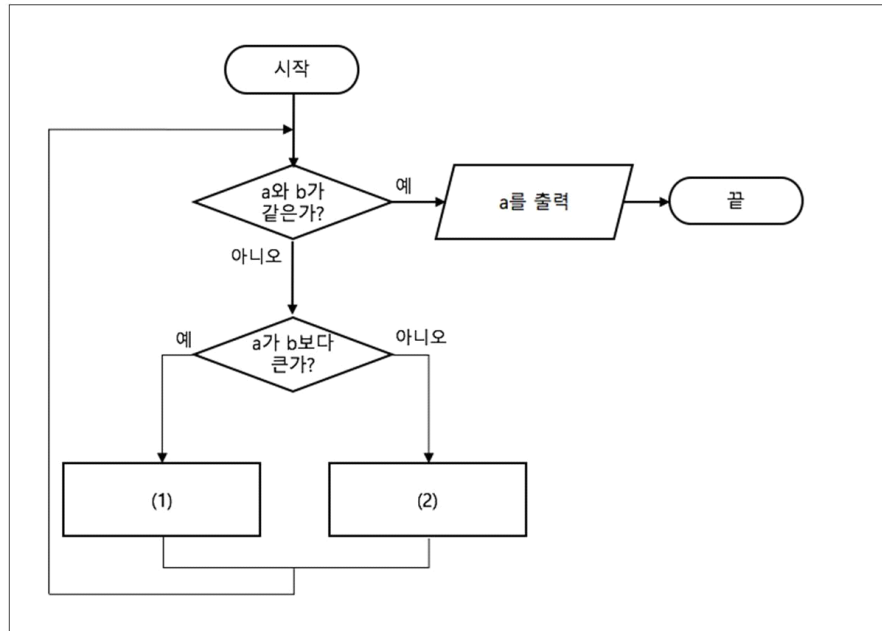 시작
a와 b가
같은가?
예
a를 출력
끝
아니오
a가 b보다
큰가?
예
아니오
(1)
(2)